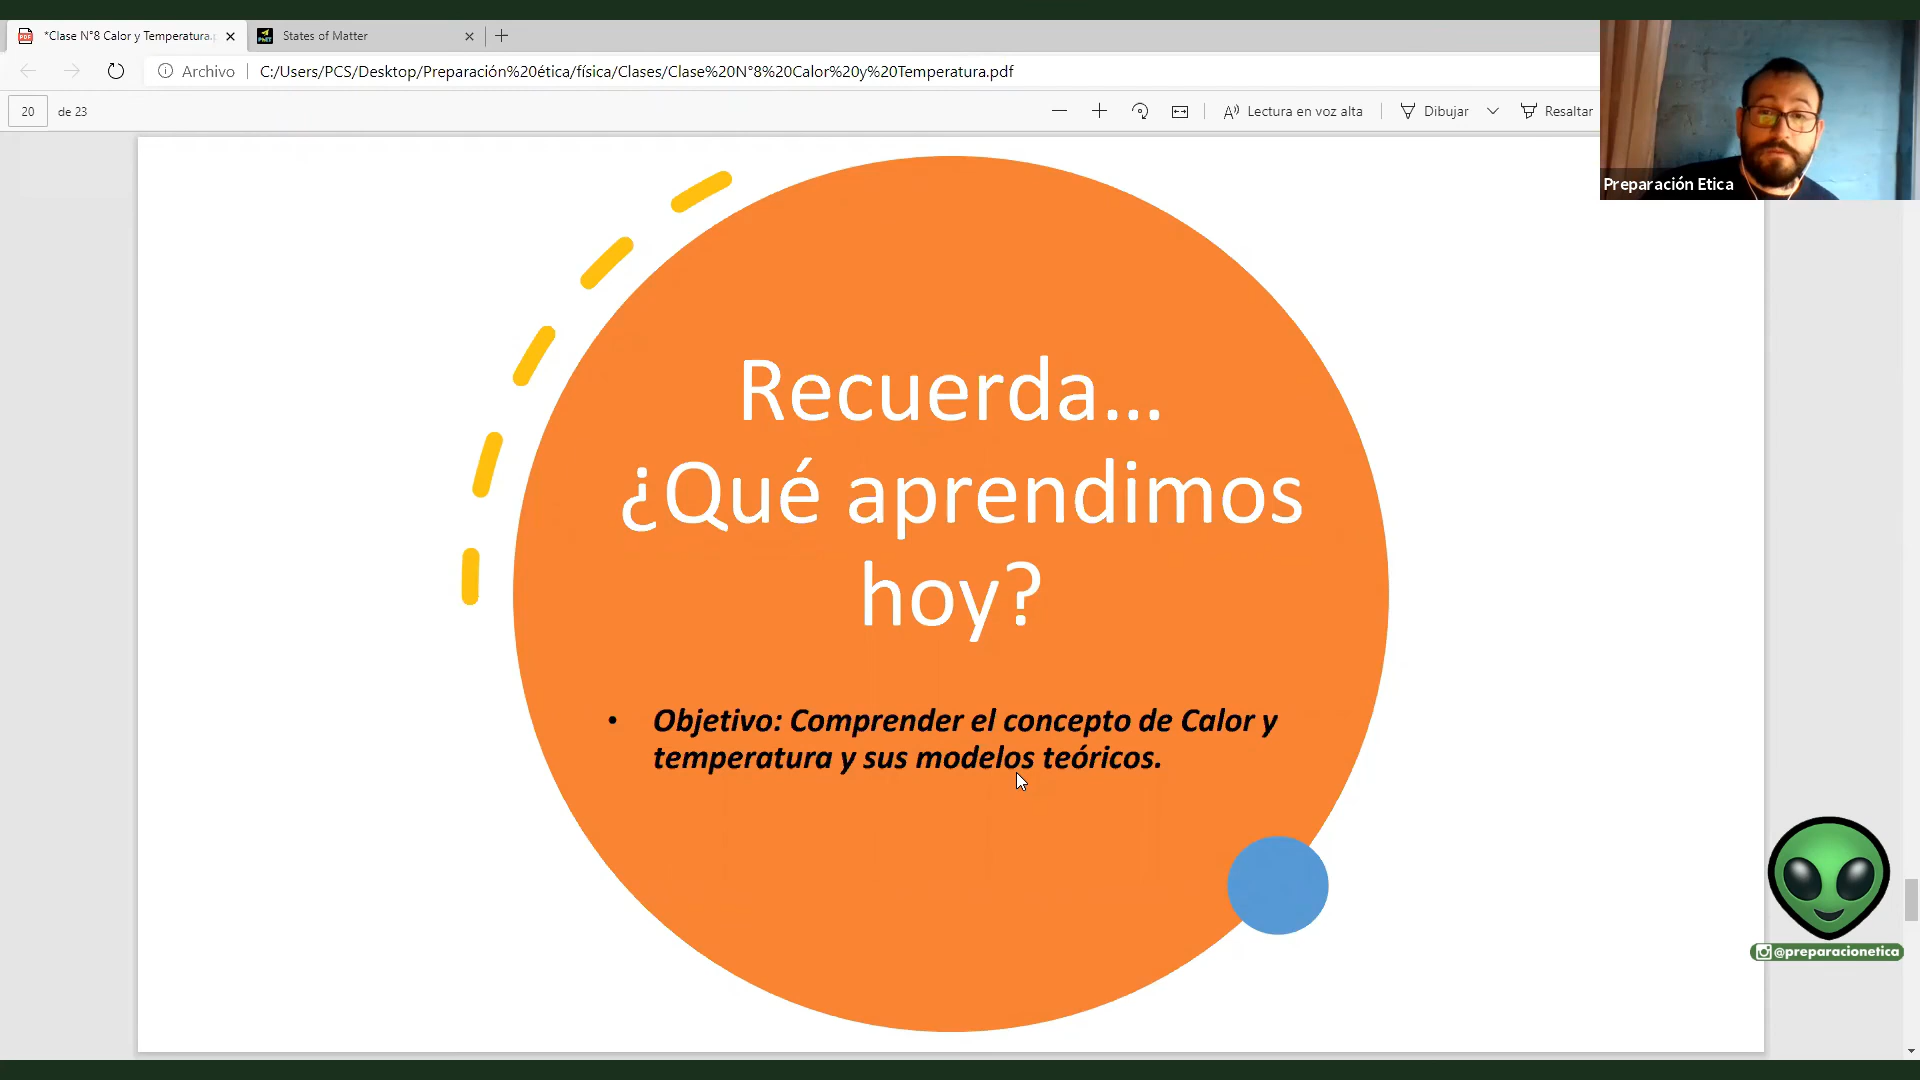 *Clase N°8 Calor y Temperatura.p
States of Matter
Archivo
C:/Users/PCS/Desktop/Preparación%20ética/física/Clases/Clase%20N°8%20Calor%20y%20Temperatura.pdf
20 de 23
Lectura en voz alta
Dibujar
Resaltar
Preparación Etica
Recuerda...
¿Qué aprendimos
hoy?
• Objetivo: Comprender el concepto de Calor y
temperatura y sus modelos teóricos.
@preparacionetica